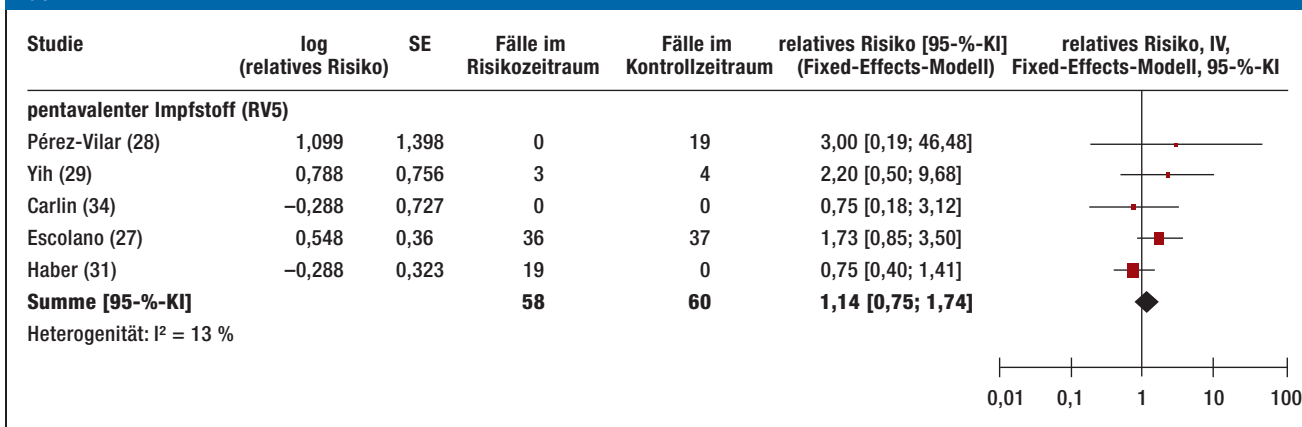 Studie log (relatives Risiko) SE Fälle im Risikozeitraum Fälle im Kontrollzeitraum relatives Risiko [95-%-KI] (Fixed-Effects-Modell) relatives Risiko, IV, Fixed-Effects-Modell, 95-%-KI
pentavalenter Impfstoff (RV5)
Pérez-Vilar (28) 1,099 1,398 0 19 3,00 [0,19; 46,48]
Yih (29) 0,788 0,756 3 4 2,20 [0,50; 9,68]
Carlin (34) –0,288 0,727 0 0 0,75 [0,18; 3,12]
Escolano (27) 0,548 0,36 36 37 1,73 [0,85; 3,50]
Haber (31) –0,288 0,323 19 0 0,75 [0,40; 1,41]
Summe [95-%-KI] 58 60 1,14 [0,75; 1,74]
Heterogenität: I² = 13 %
0,01 0,1 1 10 100